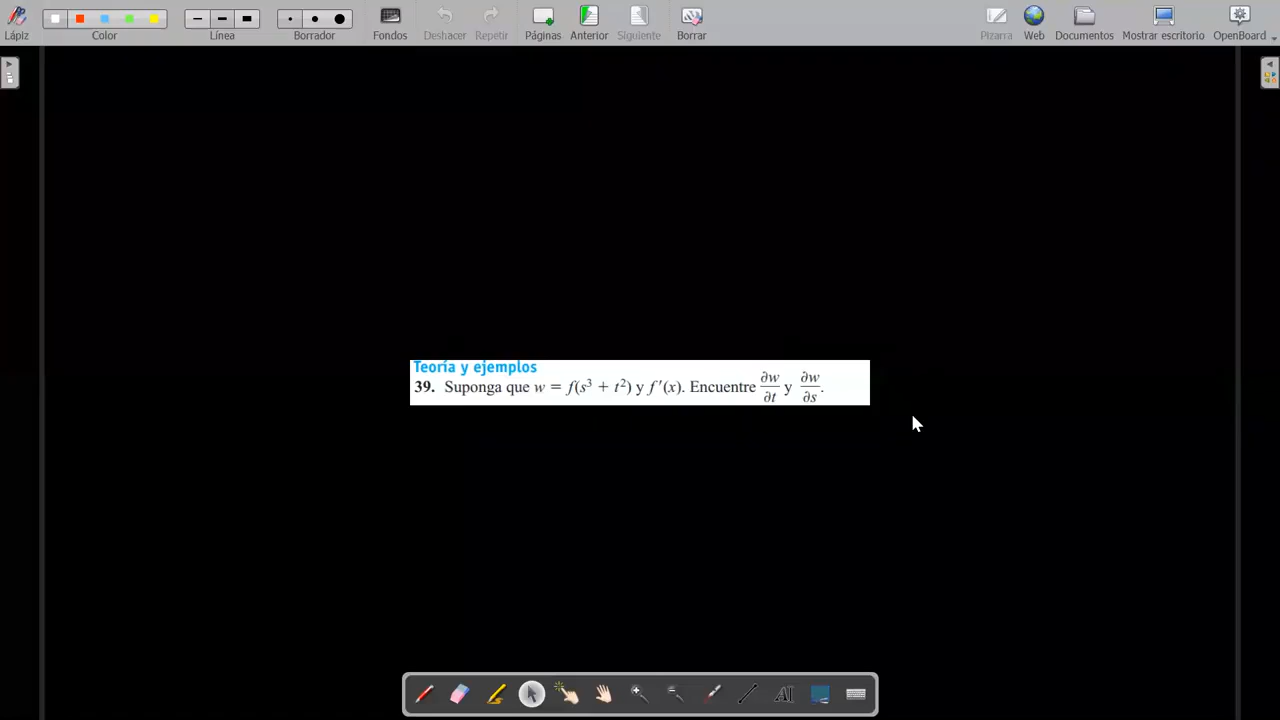 Lápiz Color Línea Borrador Fondos Deshacer Repetir Páginas Anterior Siguiente Borrar Pizarra Web Documentos Mostrar escritorio OpenBoard
Teoría y ejemplos
39. Suponga que w = f(s³ + t²) y f′(x). Encuentre ∂w/∂t y ∂w/∂s.
AI